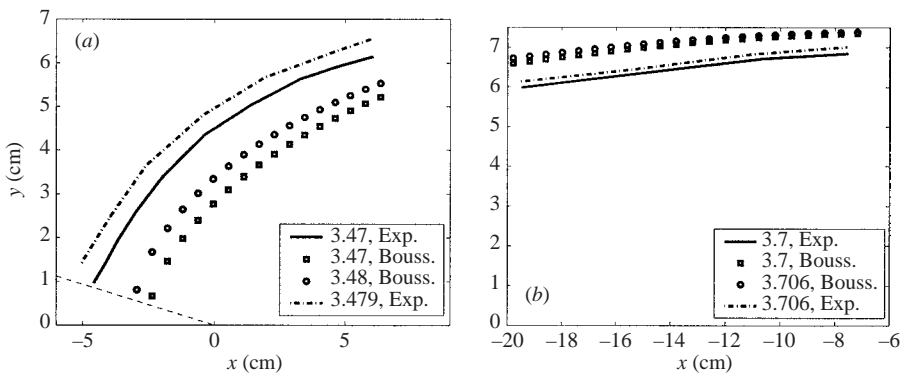 (a)
y (cm)
7
6
5
4
3
2
1
0
3.47, Exp.
3.47, Bouss.
3.48, Bouss.
3.479, Exp.
−5
0
5
x (cm)
(b)
7
6
5
4
3
2
1
0
3.7, Exp.
3.7, Bouss.
3.706, Bouss.
3.706, Exp.
−20
−18
−16
−14
−12
−10
−8
−6
x (cm)